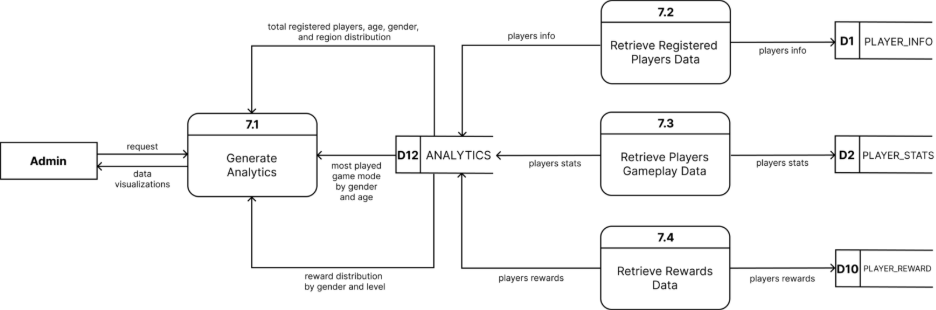 total registered players, age, gender,
and region distribution
7.2
Retrieve Registered
Players Data
players info
players info
D1
PLAYER_INFO
7.1
Generate
Analytics
Admin
request
data
visualizations
D12
ANALYTICS
most played
game mode
by gender
and age
7.3
Retrieve Players
Gameplay Data
players stats
players stats
D2
PLAYER_STATS
7.4
Retrieve Rewards
Data
players rewards
players rewards
D10
PLAYER_REWARD
reward distribution
by gender and level